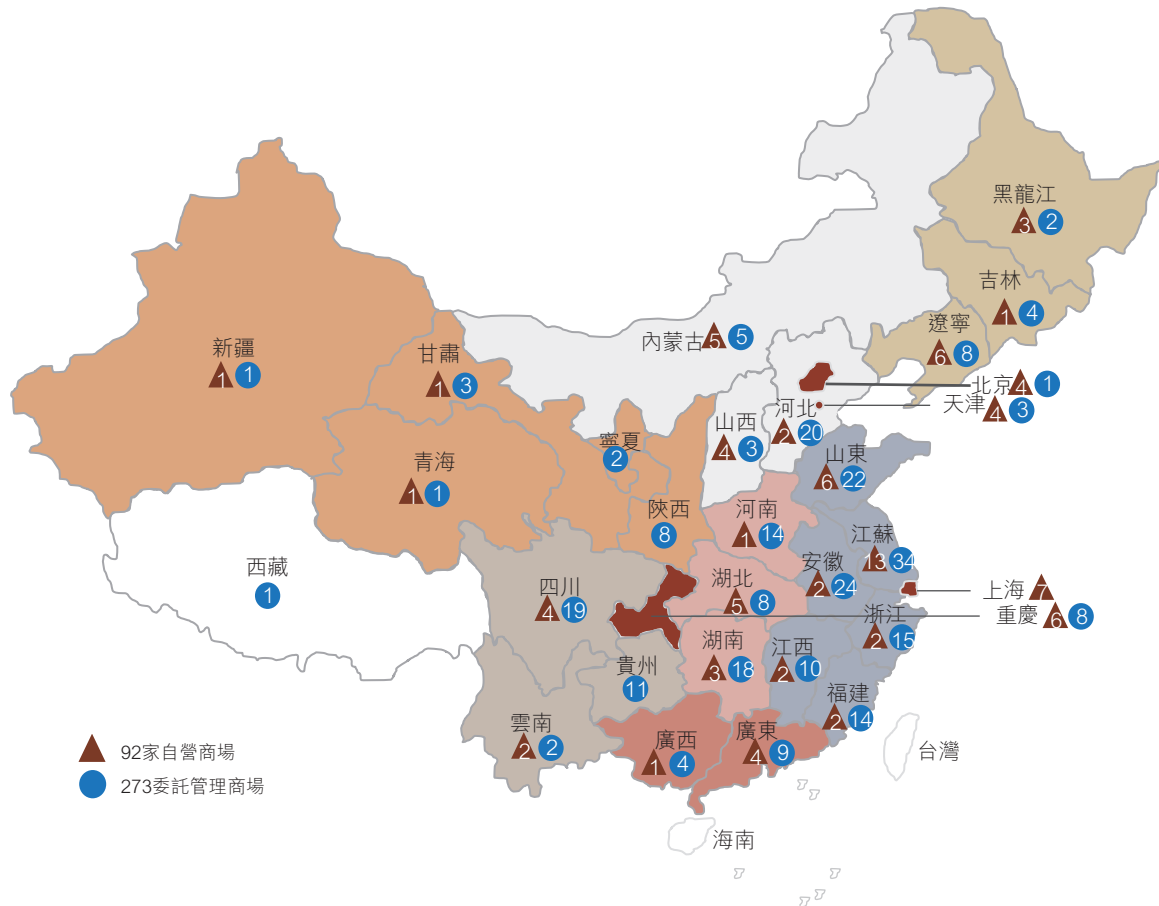 黑龍江
3 2
吉林
1 4
遼寧
6 8
內蒙古 5 5
新疆
1 1
甘肅
1 3
北京 4 1
天津 4 3
河北
2 20
山西
4 3
寧夏
2
山東
6 22
青海
1 1
陝西
8
河南
1 14
江蘇
13 34
安徽
2 24
西藏
1
四川
4 19
湖北
5 8
上海 7
重慶 6 8
浙江
2 15
湖南
3 18
江西
2 10
貴州
11
福建
2 14
雲南
2 2
廣西
1 4
廣東
4 9
台灣
92家自營商場
273委託管理商場
海南